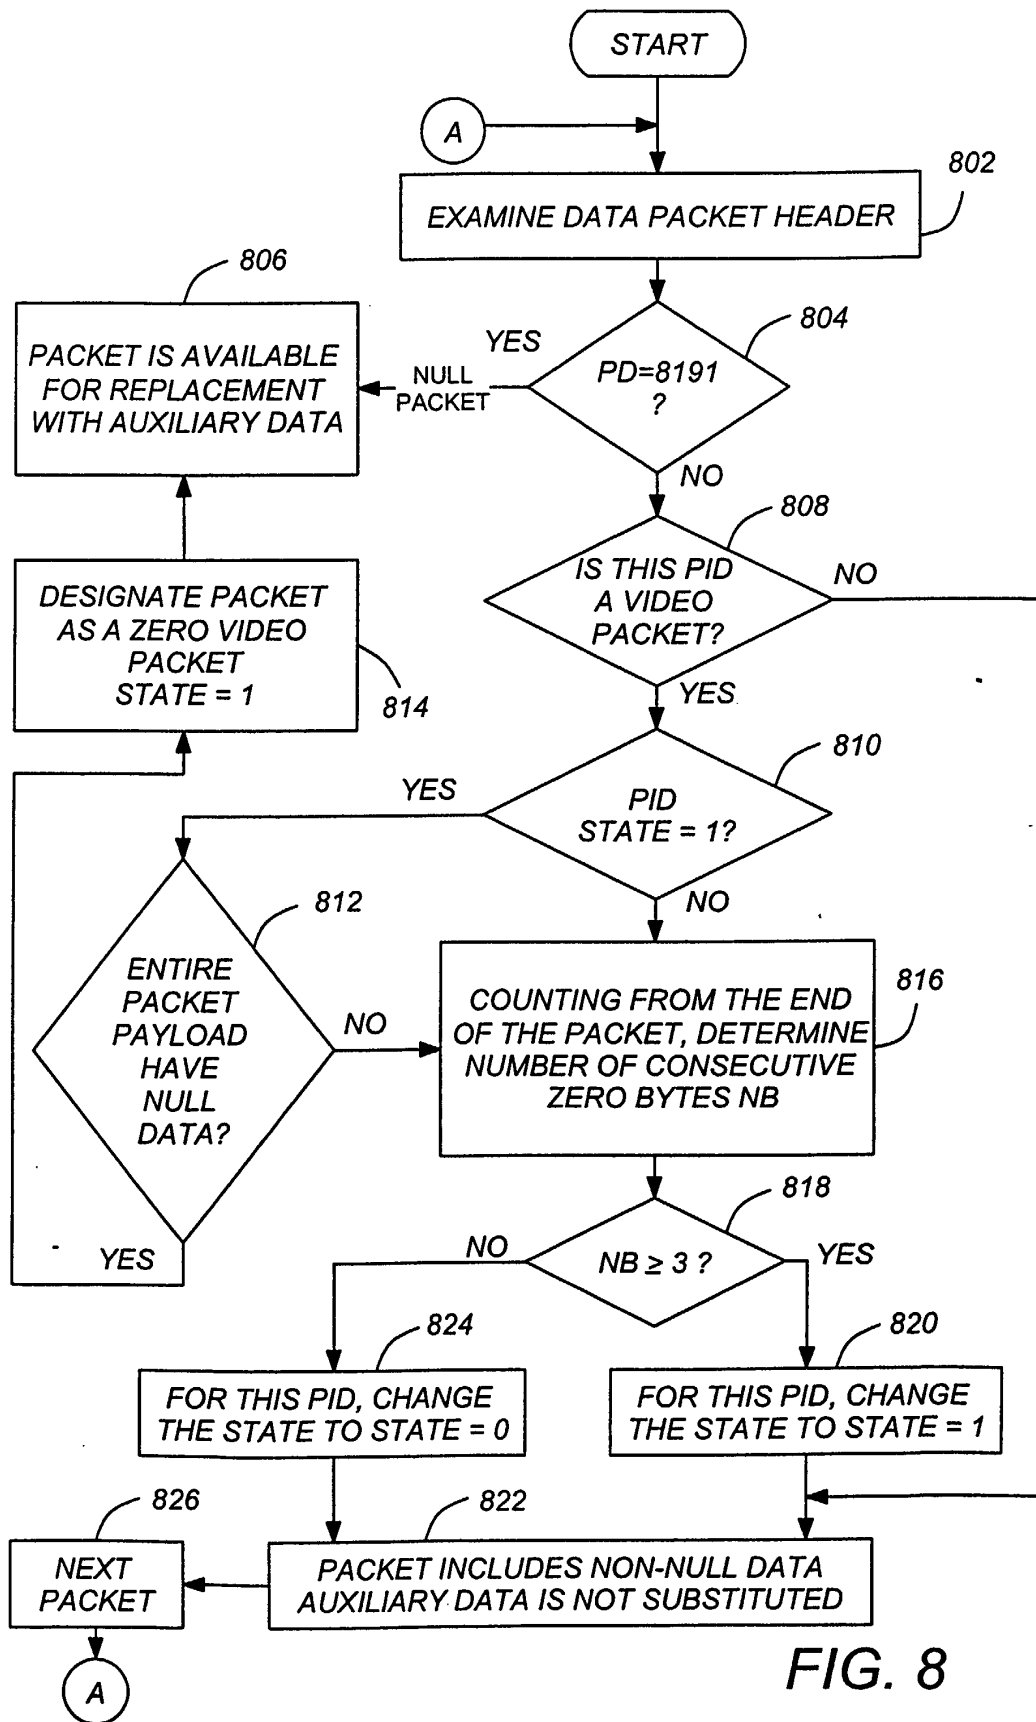 START
A
802
EXAMINE DATA PACKET HEADER
806
804
PACKET IS AVAILABLE
FOR REPLACEMENT
WITH AUXILIARY DATA
YES
NULL
PACKET
PD=8191
?
NO
808
IS THIS PID
A VIDEO
PACKET?
NO
DESIGNATE PACKET
AS A ZERO VIDEO
PACKET
STATE = 1
814
YES
810
YES
PID
STATE = 1?
NO
812
ENTIRE
PACKET
PAYLOAD
HAVE
NULL
DATA?
NO
816
COUNTING FROM THE END
OF THE PACKET, DETERMINE
NUMBER OF CONSECUTIVE
ZERO BYTES NB
YES
818
NO
NB ≥ 3 ?
YES
824
820
FOR THIS PID, CHANGE
THE STATE TO STATE = 0
FOR THIS PID, CHANGE
THE STATE TO STATE = 1
826
822
NEXT
PACKET
PACKET INCLUDES NON-NULL DATA
AUXILIARY DATA IS NOT SUBSTITUTED
A
FIG. 8